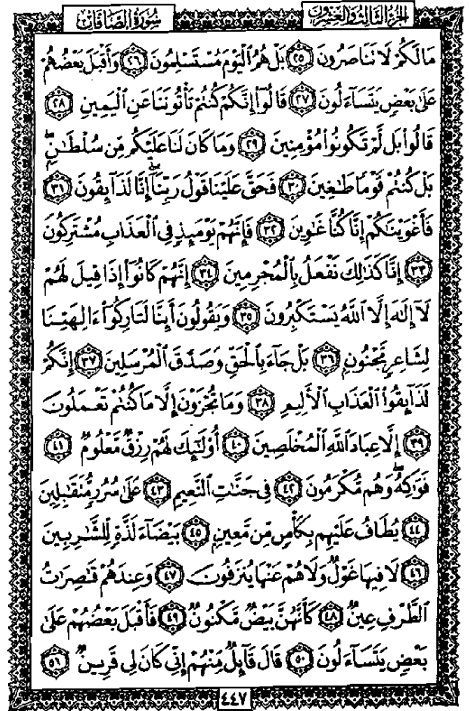 الجزء الثالث والعشرون سورة الصافات
مَا لَكُمْ لَا تَنَاصَرُونَ ٢٥ بَلْ هُمُ الْيَوْمَ مُسْتَسْلِمُونَ ٢٦ وَأَقْبَلَ بَعْضُهُمْ
عَلَىٰ بَعْضٍ يَتَسَاءَلُونَ ٢٧ قَالُوا إِنَّكُمْ كُنتُمْ تَأْتُونَنَا عَنِ الْيَمِينِ ٢٨
قَالُوا بَل لَّمْ تَكُونُوا مُؤْمِنِينَ ٢٩ وَمَا كَانَ لَنَا عَلَيْكُم مِّن سُلْطَانٍ
بَلْ كُنتُمْ قَوْمًا طَاغِينَ ٣٠ فَحَقَّ عَلَيْنَا قَوْلُ رَبِّنَا إِنَّا لَذَائِقُونَ ٣١
فَأَغْوَيْنَاكُمْ إِنَّا كُنَّا غَاوِينَ ٣٢ فَإِنَّهُمْ يَوْمَئِذٍ فِي الْعَذَابِ مُشْتَرِكُونَ
٣٣ إِنَّا كَذَٰلِكَ نَفْعَلُ بِالْمُجْرِمِينَ ٣٤ إِنَّهُمْ كَانُوا إِذَا قِيلَ لَهُمْ
لَا إِلَٰهَ إِلَّا اللَّهُ يَسْتَكْبِرُونَ ٣٥ وَيَقُولُونَ أَئِنَّا لَتَارِكُوا آلِهَتِنَا
لِشَاعِرٍ مَّجْنُونٍ ٣٦ بَلْ جَاءَ بِالْحَقِّ وَصَدَّقَ الْمُرْسَلِينَ ٣٧ إِنَّكُمْ
لَذَائِقُو الْعَذَابِ الْأَلِيمِ ٣٨ وَمَا تُجْزَوْنَ إِلَّا مَا كُنتُمْ تَعْمَلُونَ
٣٩ إِلَّا عِبَادَ اللَّهِ الْمُخْلَصِينَ ٤٠ أُولَٰئِكَ لَهُمْ رِزْقٌ مَّعْلُومٌ ٤١
فَوَاكِهُ وَهُم مُّكْرَمُونَ ٤٢ فِي جَنَّاتِ النَّعِيمِ ٤٣ عَلَىٰ سُرُرٍ مُّتَقَابِلِينَ
٤٤ يُطَافُ عَلَيْهِم بِكَأْسٍ مِّن مَّعِينٍ ٤٥ بَيْضَاءَ لَذَّةٍ لِّلشَّارِبِينَ
٤٦ لَا فِيهَا غَوْلٌ وَلَا هُمْ عَنْهَا يُنزَفُونَ ٤٧ وَعِندَهُمْ قَاصِرَاتُ
الطَّرْفِ عِينٌ ٤٨ كَأَنَّهُنَّ بَيْضٌ مَّكْنُونٌ ٤٩ فَأَقْبَلَ بَعْضُهُمْ عَلَىٰ
بَعْضٍ يَتَسَاءَلُونَ ٥٠ قَالَ قَائِلٌ مِّنْهُمْ إِنِّي كَانَ لِي قَرِينٌ ٥١
٤٤٧